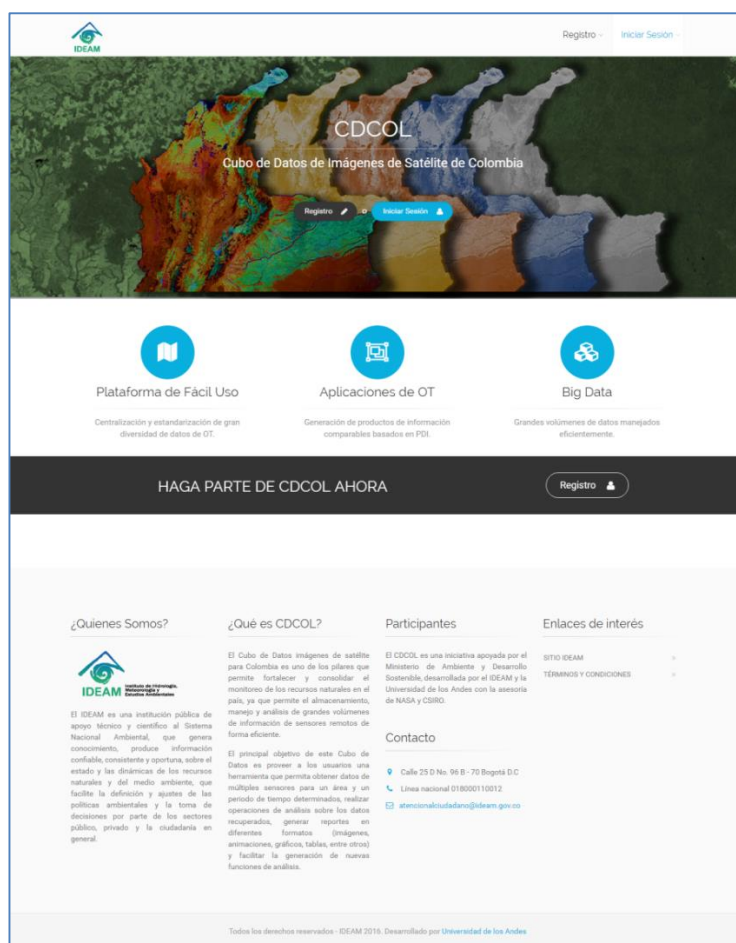 IDEAM
Registro
Iniciar Sesión
CDCOL
Cubo de Datos de Imágenes de Satélite de Colombia
Registro o Iniciar Sesión
Plataforma de Fácil Uso
Centralización y estandarización de gran
diversidad de datos de OT.
Aplicaciones de OT
Generación de productos de información
comparables basados en PDI.
Big Data
Grandes volúmenes de datos manejados
eficientemente.
HAGA PARTE DE CDCOL AHORA
Registro
¿Quienes Somos?
IDEAM Instituto de Hidrología,
Meteorología y
Estudios Ambientales
El IDEAM es una institución pública de
apoyo técnico y científico al Sistema
Nacional Ambiental, que genera
conocimiento, produce información
confiable, consistente y oportuna, sobre el
estado y las dinámicas de los recursos
naturales y del medio ambiente, que
facilite la definición y ajustes de las
políticas ambientales y la toma de
decisiones por parte de los sectores
público, privado y la ciudadanía en
general.
¿Qué es CDCOL?
El Cubo de Datos imágenes de satélite
para Colombia es uno de los pilares que
permite fortalecer y consolidar el
monitoreo de los recursos naturales en el
país, ya que permite el almacenamiento,
manejo y análisis de grandes volúmenes
de información de sensores remotos de
forma eficiente.
El principal objetivo de este Cubo de
Datos es proveer a los usuarios una
herramienta que permita obtener datos de
múltiples sensores para un área y un
periodo de tiempo determinados, realizar
operaciones de análisis sobre los datos
recuperados, generar reportes en
diferentes formatos (imágenes,
animaciones, gráficos, tablas, entre otros)
y facilitar la generación de nuevas
funciones de análisis.
Participantes
El CDCOL es una iniciativa apoyada por el
Ministerio de Ambiente y Desarrollo
Sostenible, desarrollada por el IDEAM y la
Universidad de los Andes con la asesoría
de NASA y CSIRO.
Contacto
Calle 25 D No. 96 B - 70 Bogotá D.C
Línea nacional 018000110012
atencionalciudadano@ideam.gov.co
Enlaces de interés
SITIO IDEAM
TÉRMINOS Y CONDICIONES
Todos los derechos reservados - IDEAM 2016. Desarrollado por Universidad de los Andes